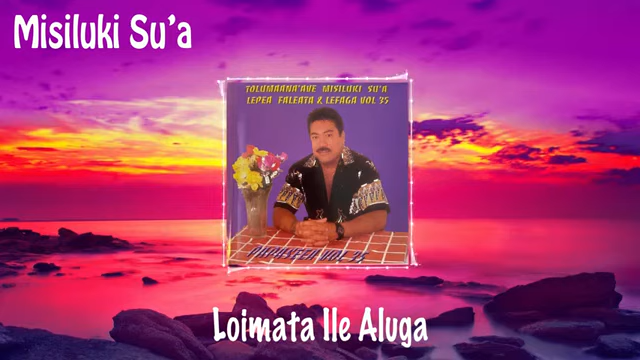 Misiluki Su'a
TOLUMAANA'AVE MISILUKI SU'A
LEPEA FALEATA & LEFAGA VOL 35
Loimata Ile Aluga